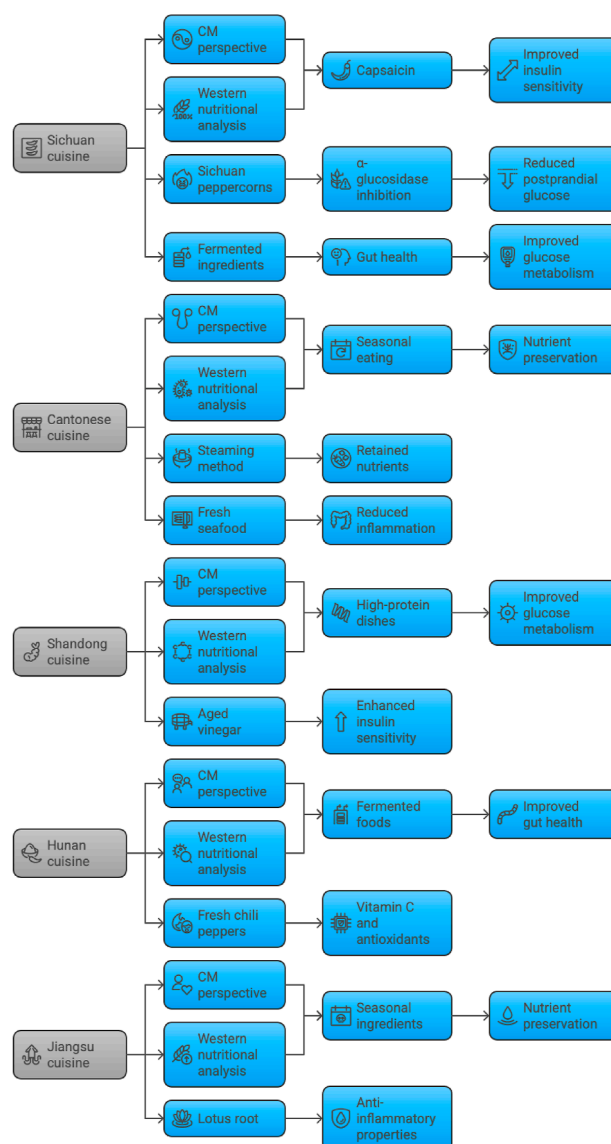 CM
perspective
Western
nutritional
analysis
100%
Capsaicin
Improved
insulin
sensitivity
Sichuan
cuisine
Sichuan
peppercorns
α-
glucosidase
inhibition
Reduced
postprandial
glucose
Fermented
ingredients
Gut health
Improved
glucose
metabolism
CM
perspective
Western
nutritional
analysis
Seasonal
eating
Nutrient
preservation
Cantonese
cuisine
Steaming
method
Retained
nutrients
Fresh
seafood
Reduced
inflammation
CM
perspective
Western
nutritional
analysis
High-protein
dishes
Improved
glucose
metabolism
Shandong
cuisine
Aged
vinegar
Enhanced
insulin
sensitivity
CM
perspective
Western
nutritional
analysis
Fermented
foods
Improved
gut health
Hunan
cuisine
Fresh chili
peppers
Vitamin C
and
antioxidants
CM
perspective
Western
nutritional
analysis
Seasonal
ingredients
Nutrient
preservation
Jiangsu
cuisine
Lotus root
Anti-
inflammatory
properties